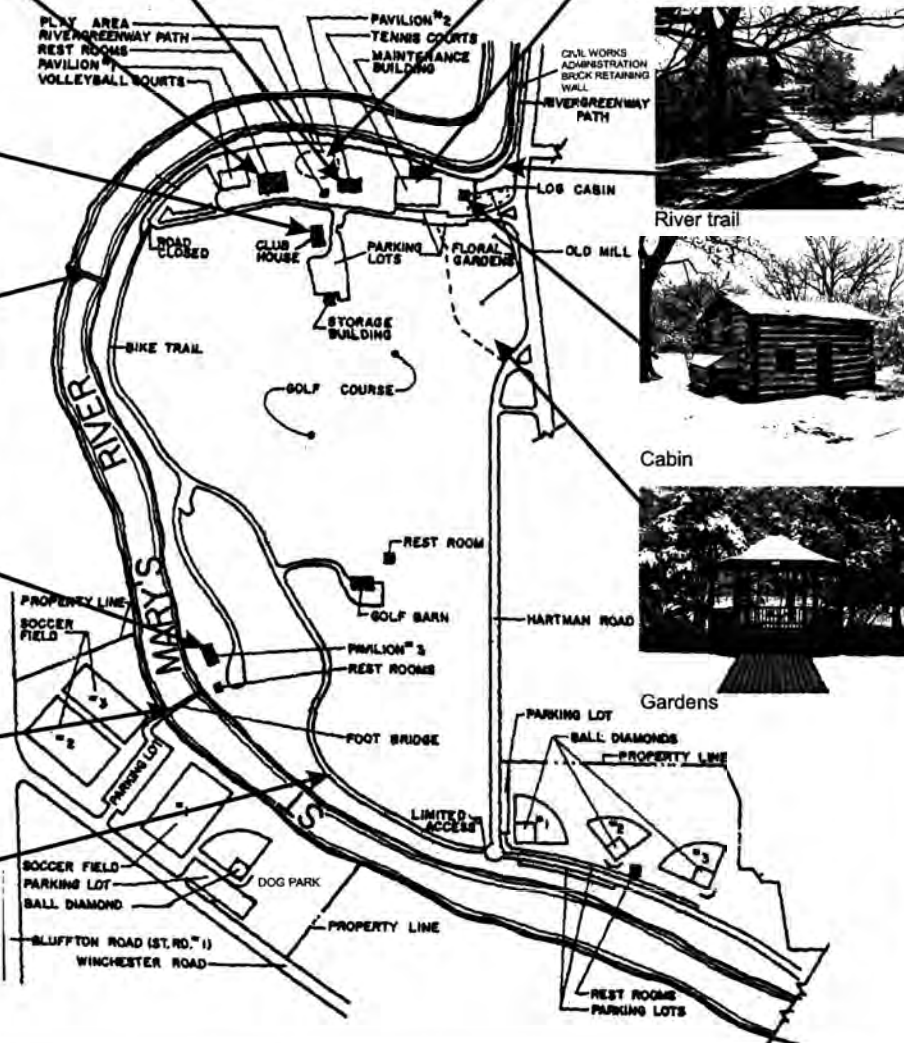 PLAY AREA
RIVERGREENWAY PATH
REST ROOMS
PAVILION #1
VOLLEYBALL COURTS
PAVILION #2
TENNIS COURTS
MAINTENANCE
BUILDING
CIVIL WORKS
ADMINISTRATION
BRICK RETAINING
WALL
RIVERGREENWAY
PATH
LOG CABIN
River trail
ROAD
CLOSED
CLUB
HOUSE
PARKING
LOTS
FLORAL
GARDENS
OLD MILL
STORAGE
BUILDING
BIKE TRAIL
GOLF COURSE
RIVER
Cabin
REST ROOM
GOLF BARN
MARY'S
PROPERTY LINE
SOCCER
FIELD
HARTMAN ROAD
PAVILION #3
REST ROOMS
Gardens
#3
#2
PARKING LOT
FOOT BRIDGE
PARKING LOT
BALL DIAMONDS
PROPERTY LINE
#1
ST.
LIMITED
ACCESS
#1
#2
#3
SOCCER FIELD
PARKING LOT
BALL DIAMOND
DOG PARK
PROPERTY LINE
BLUFFTON ROAD (ST. RD. #1)
WINCHESTER ROAD
REST ROOMS
PARKING LOTS